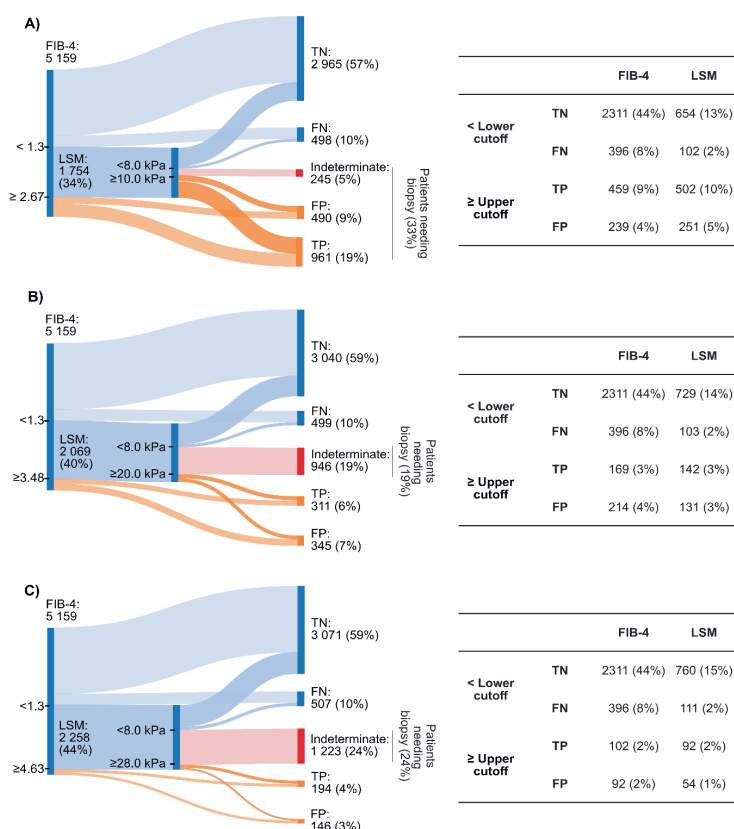 A)
FIB-4:
5 159
< 1.3
≥ 2.67
LSM:
1 754
(34%)
<8.0 kPa
≥10.0 kPa
TN:
2 965 (57%)
FN:
498 (10%)
Indeterminate:
245 (5%)
FP:
490 (9%)
TP:
961 (19%)
Patients needing
biopsy (33%)
FIB-4 LSM
< Lower
cutoff
TN 2311 (44%) 654 (13%)
FN 396 (8%) 102 (2%)
≥ Upper
cutoff
TP 459 (9%) 502 (10%)
FP 239 (4%) 251 (5%)
B)
FIB-4:
5 159
<1.3
≥3.48
LSM:
2 069
(40%)
<8.0 kPa
≥20.0 kPa
TN:
3 040 (59%)
FN:
499 (10%)
Indeterminate:
946 (19%)
TP:
311 (6%)
FP:
345 (7%)
Patients
needing
biopsy (19%)
FIB-4 LSM
< Lower
cutoff
TN 2311 (44%) 729 (14%)
FN 396 (8%) 103 (2%)
≥ Upper
cutoff
TP 169 (3%) 142 (3%)
FP 214 (4%) 131 (3%)
C)
FIB-4:
5 159
<1.3
≥4.63
LSM:
2 258
(44%)
<8.0 kPa
≥28.0 kPa
TN:
3 071 (59%)
FN:
507 (10%)
Indeterminate:
1 223 (24%)
TP:
194 (4%)
FP:
146 (3%)
Patients
needing
biopsy (24%)
FIB-4 LSM
< Lower
cutoff
TN 2311 (44%) 760 (15%)
FN 396 (8%) 111 (2%)
≥ Upper
cutoff
TP 102 (2%) 92 (2%)
FP 92 (2%) 54 (1%)